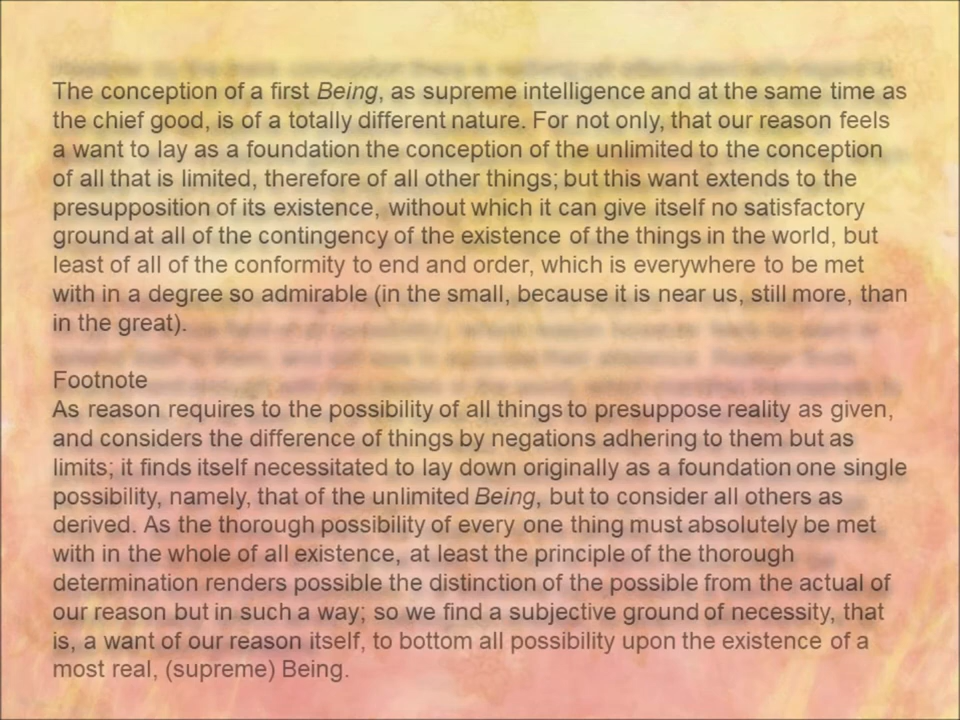 The conception of a first Being, as supreme intelligence and at the same time as
the chief good, is of a totally different nature. For not only, that our reason feels
a want to lay as a foundation the conception of the unlimited to the conception
of all that is limited, therefore of all other things; but this want extends to the
presupposition of its existence, without which it can give itself no satisfactory
ground at all of the contingency of the existence of the things in the world, but
least of all of the conformity to end and order, which is everywhere to be met
with in a degree so admirable (in the small, because it is near us, still more, than
in the great).
Footnote
As reason requires to the possibility of all things to presuppose reality as given,
and considers the difference of things by negations adhering to them but as
limits; it finds itself necessitated to lay down originally as a foundation one single
possibility, namely, that of the unlimited Being, but to consider all others as
derived. As the thorough possibility of every one thing must absolutely be met
with in the whole of all existence, at least the principle of the thorough
determination renders possible the distinction of the possible from the actual of
our reason but in such a way; so we find a subjective ground of necessity, that
is, a want of our reason itself, to bottom all possibility upon the existence of a
most real, (supreme) Being.